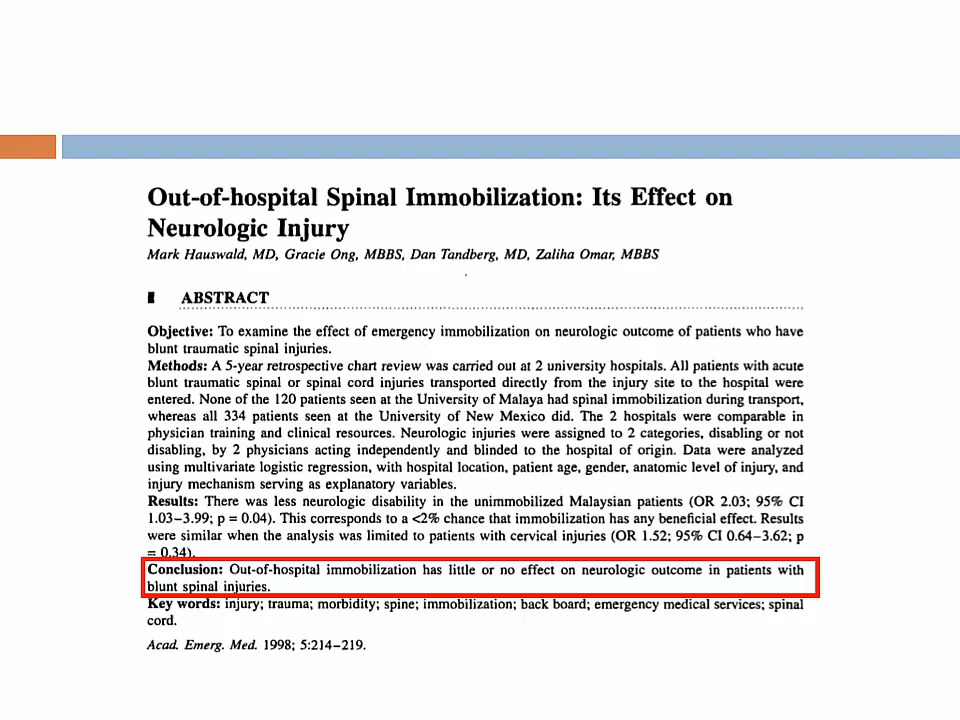 Out-of-hospital Spinal Immobilization: Its Effect on
Neurologic Injury
Mark Hauswald, MD, Gracie Ong, MBBS, Dan Tandberg, MD, Zaliha Omar, MBBS
ABSTRACT
Objective: To examine the effect of emergency immobilization on neurologic outcome of patients who have
blunt traumatic spinal injuries.
Methods: A 5-year retrospective chart review was carried out at 2 university hospitals. All patients with acute
blunt traumatic spinal or spinal cord injuries transported directly from the injury site to the hospital were
entered. None of the 120 patients seen at the University of Malaya had spinal immobilization during transport,
whereas all 334 patients seen at the University of New Mexico did. The 2 hospitals were comparable in
physician training and clinical resources. Neurologic injuries were assigned to 2 categories, disabling or not
disabling, by 2 physicians acting independently and blinded to the hospital of origin. Data were analyzed
using multivariate logistic regression, with hospital location, patient age, gender, anatomic level of injury, and
injury mechanism serving as explanatory variables.
Results: There was less neurologic disability in the unimmobilized Malaysian patients (OR 2.03; 95% CI
1.03–3.99; p = 0.04). This corresponds to a <2% chance that immobilization has any beneficial effect. Results
were similar when the analysis was limited to patients with cervical injuries (OR 1.52; 95% CI 0.64–3.62; p
= 0.34).
Conclusion: Out-of-hospital immobilization has little or no effect on neurologic outcome in patients with
blunt spinal injuries.
Key words: injury; trauma; morbidity; spine; immobilization; back board; emergency medical services; spinal
cord.
Acad. Emerg. Med. 1998; 5:214–219.